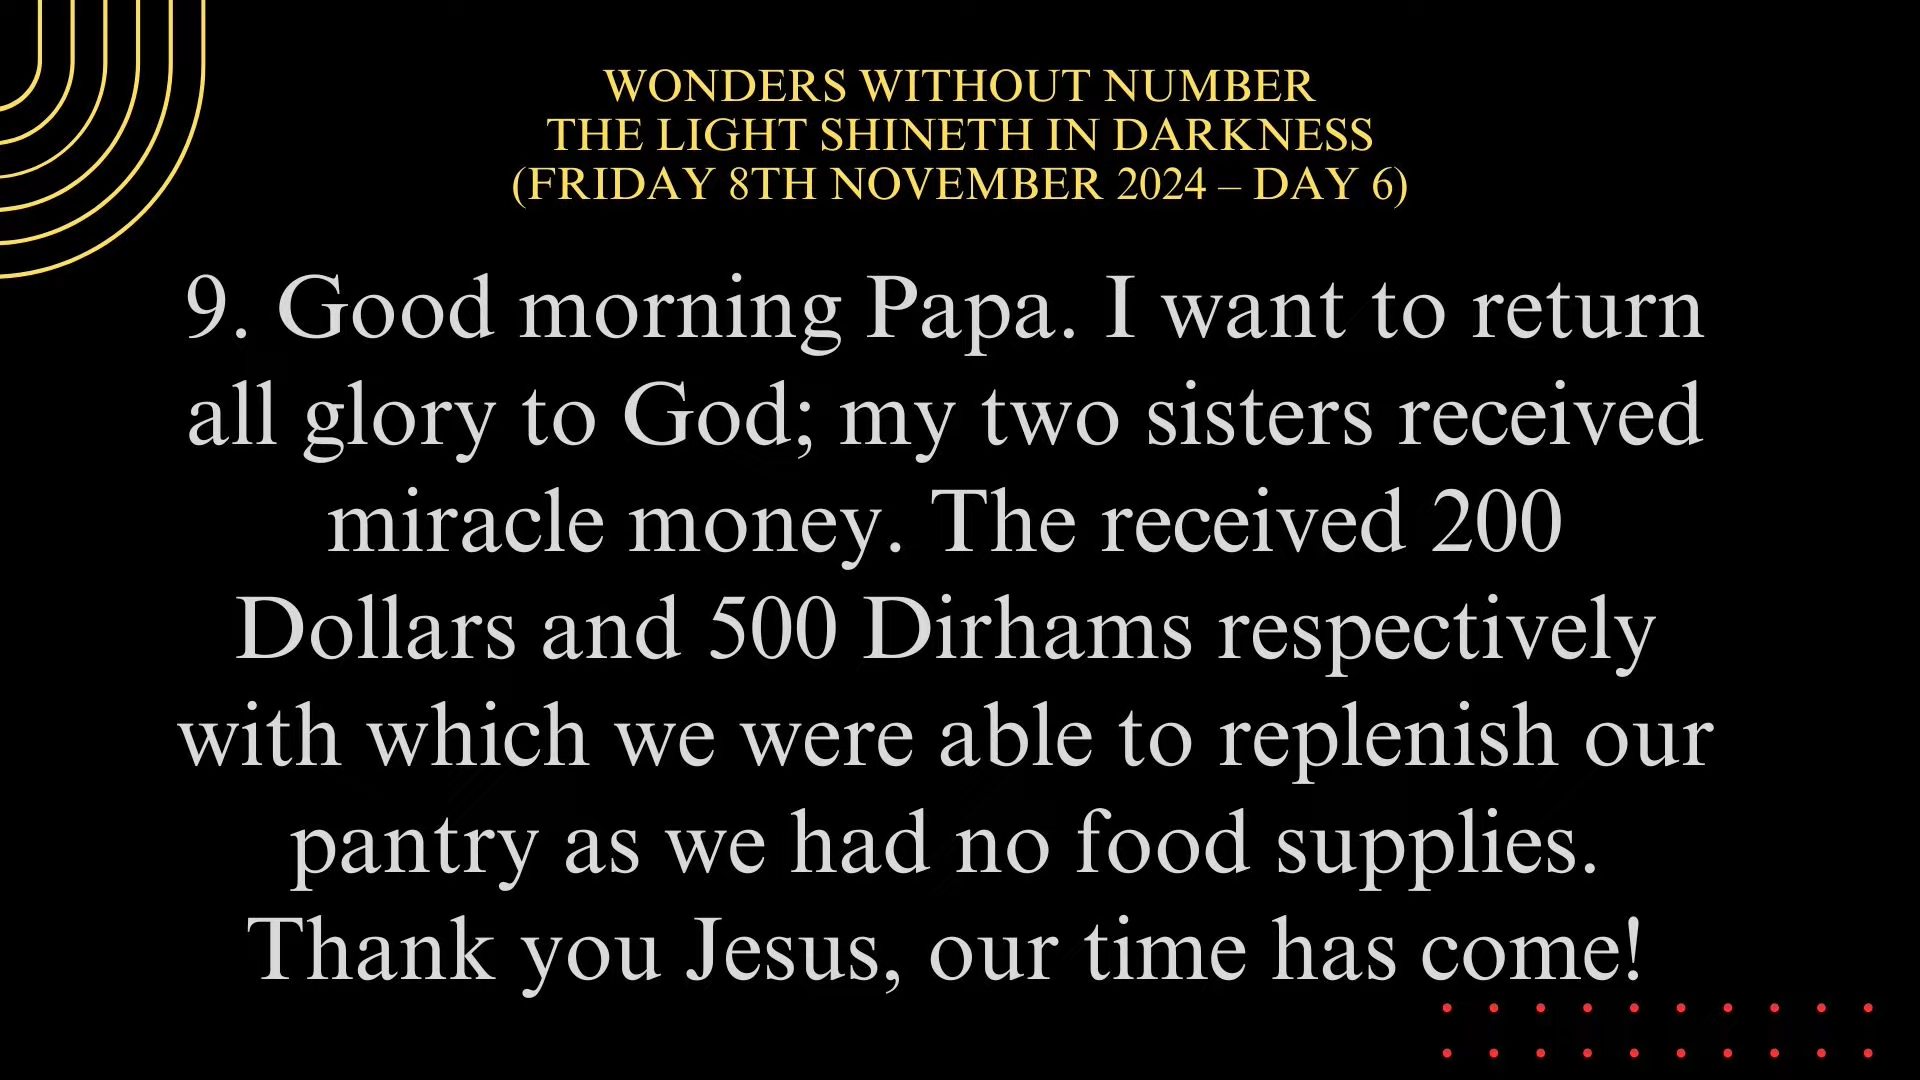 WONDERS WITHOUT NUMBER
THE LIGHT SHINETH IN DARKNESS
(FRIDAY 8TH NOVEMBER 2024 – DAY 6)
9. Good morning Papa. I want to return
all glory to God; my two sisters received
miracle money. The received 200
Dollars and 500 Dirhams respectively
with which we were able to replenish our
pantry as we had no food supplies.
Thank you Jesus, our time has come!